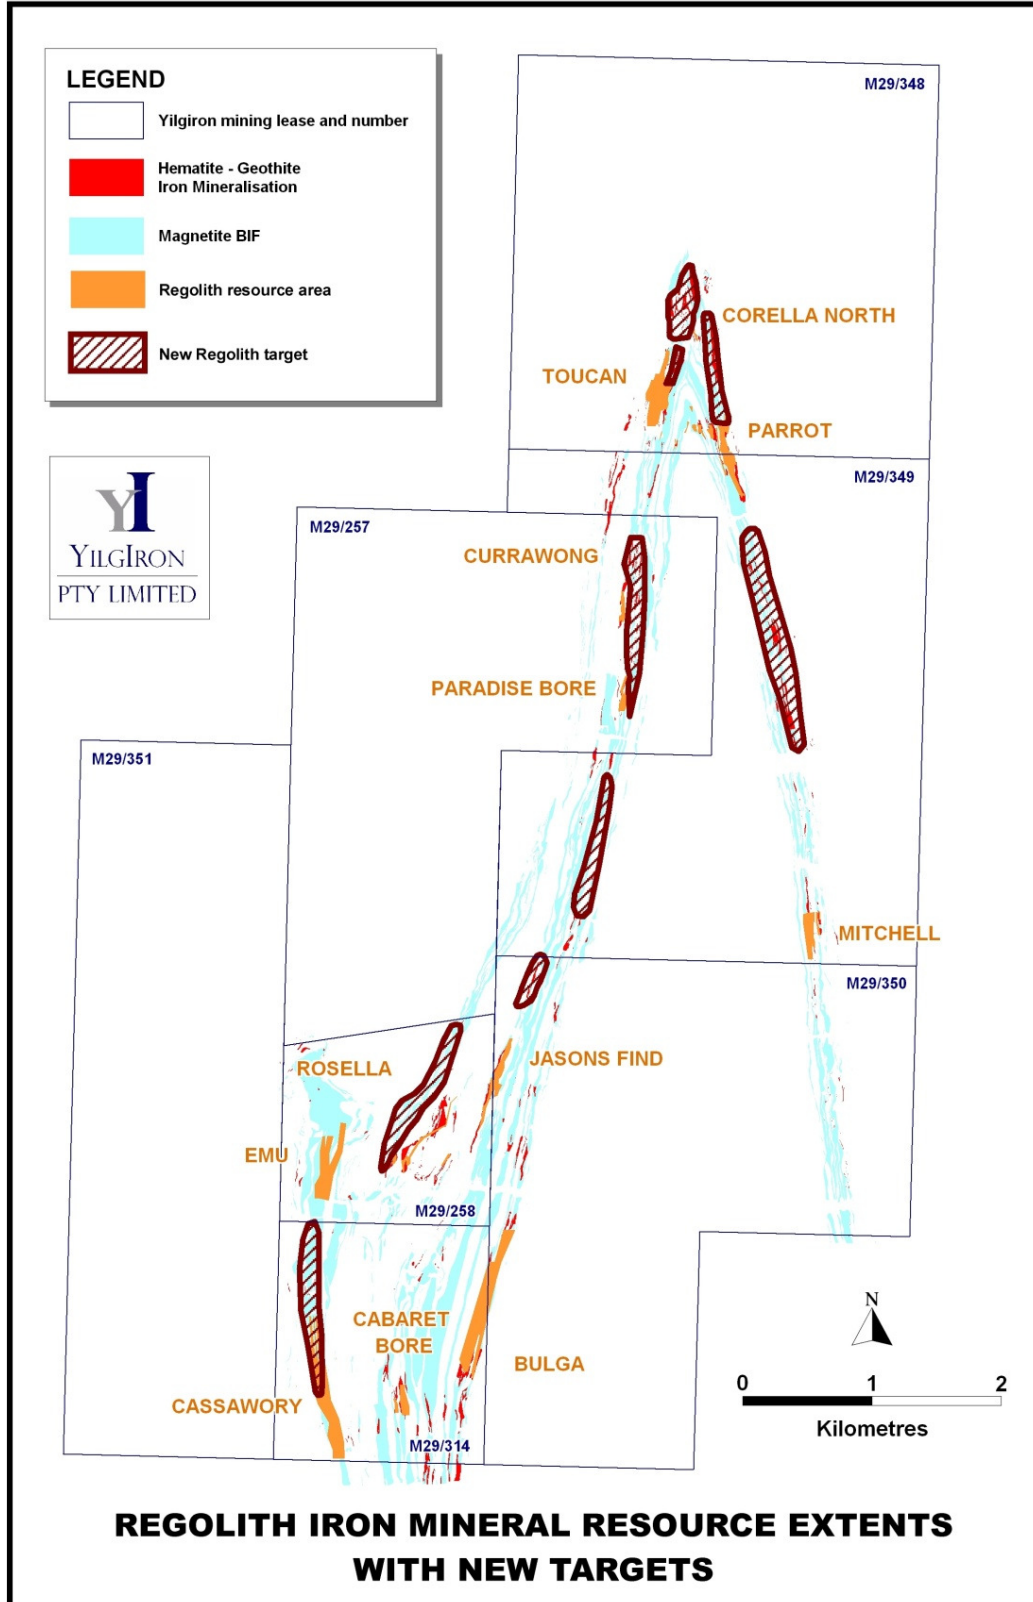 LEGEND
Yilgiron mining lease and number
Hematite - Geothite
Iron Mineralisation
Magnetite BIF
Regolith resource area
New Regolith target
M29/348
CORELLA NORTH
TOUCAN
PARROT
M29/349
YI
YILGIRON
PTY LIMITED
M29/257
CURRAWONG
PARADISE BORE
M29/351
MITCHELL
M29/350
JASONS FIND
ROSELLA
EMU
M29/258
CABARET
BORE
BULGA
CASSAWORY
M29/314
N
0 1 2
Kilometres
REGOLITH IRON MINERAL RESOURCE EXTENTS
WITH NEW TARGETS